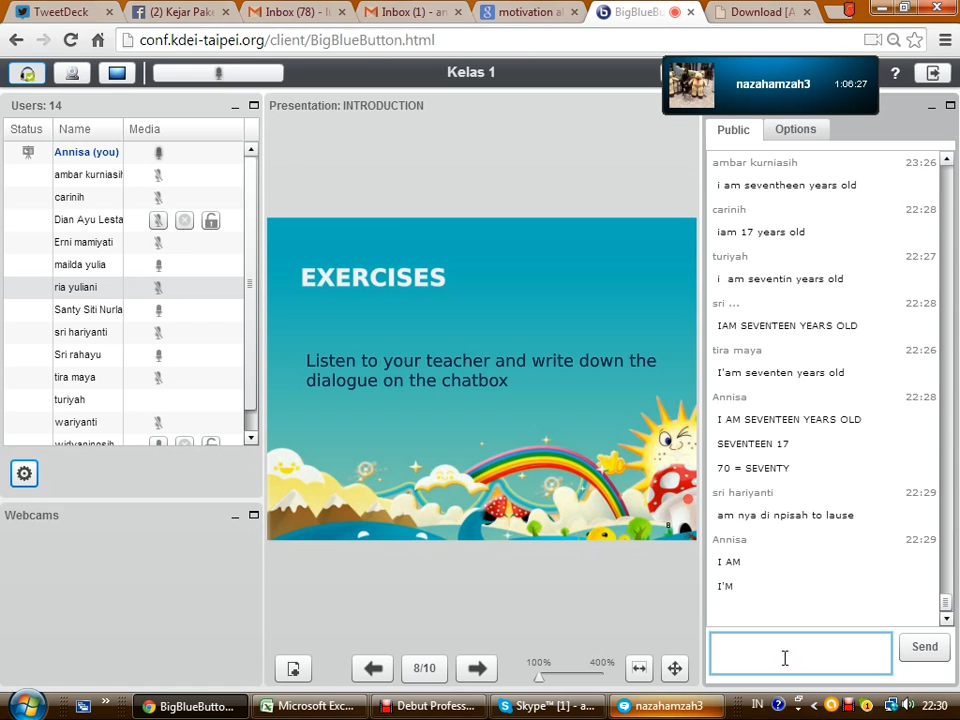 TweetDeck
(2) Kejar Pake
Inbox (78) - l
Inbox (1) - an
motivation al
BigBlueBu
Download [A
conf.kdei-taipei.org/client/BigBlueButton.html
Kelas 1
nazahamzah3
1:06:27
?
Users: 14
Status Name Media
Annisa (you)
ambar kurniasih
carinih
Dian Ayu Lesta
Erni mamiyati
mailda yulia
ria yuliani
Santy Siti Nurla
sri hariyanti
Sri rahayu
tira maya
turiyah
wariyanti
widyaningsih
Webcams
Presentation: INTRODUCTION
EXERCISES
Listen to your teacher and write down the
dialogue on the chatbox
8
8/10
100% 400%
Public Options
ambar kurniasih 23:26
i am seventheen years old
carinih 22:28
iam 17 years old
turiyah 22:27
i am seventin years old
sri ... 22:28
IAM SEVENTEEN YEARS OLD
tira maya 22:26
I'am seventen years old
Annisa 22:28
I AM SEVENTEEN YEARS OLD
SEVENTEEN 17
70 = SEVENTY
sri hariyanti 22:29
am nya di npisah to lause
Annisa 22:29
I AM
I'M
Send
BigBlueButto...
Microsoft Exc...
Debut Profess...
Skype™ [1] - a...
nazahamzah3
IN
22:30